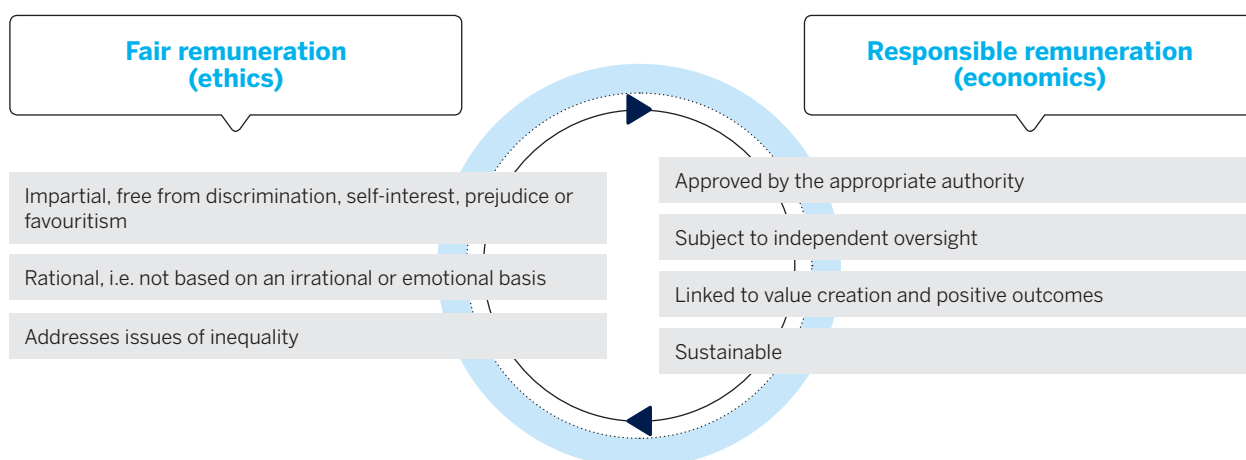 Fair remuneration
(ethics)
Impartial, free from discrimination, self-interest, prejudice or
favouritism
Rational, i.e. not based on an irrational or emotional basis
Addresses issues of inequality
Responsible remuneration
(economics)
Approved by the appropriate authority
Subject to independent oversight
Linked to value creation and positive outcomes
Sustainable